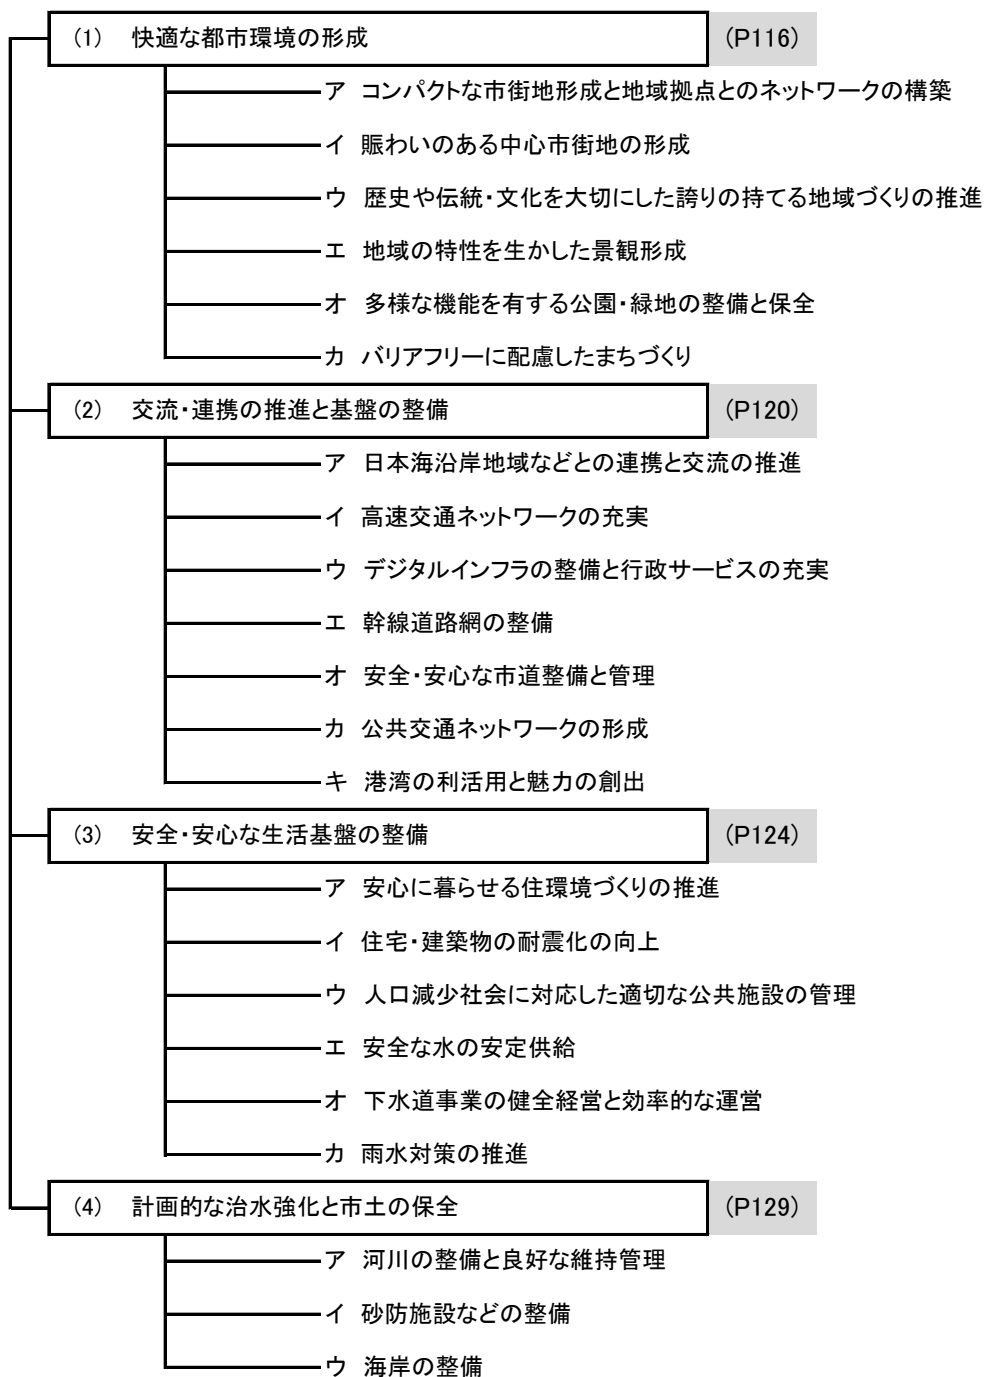 (1) 快適な都市環境の形成 (P116)
ア コンパクトな市街地形成と地域拠点とのネットワークの構築
イ 賑わいのある中心市街地の形成
ウ 歴史や伝統・文化を大切にした誇りの持てる地域づくりの推進
エ 地域の特性を生かした景観形成
オ 多様な機能を有する公園・緑地の整備と保全
カ バリアフリーに配慮したまちづくり
(2) 交流・連携の推進と基盤の整備 (P120)
ア 日本海沿岸地域などとの連携と交流の推進
イ 高速交通ネットワークの充実
ウ デジタルインフラの整備と行政サービスの充実
エ 幹線道路網の整備
オ 安全・安心な市道整備と管理
カ 公共交通ネットワークの形成
キ 港湾の利活用と魅力の創出
(3) 安全・安心な生活基盤の整備 (P124)
ア 安心に暮らせる住環境づくりの推進
イ 住宅・建築物の耐震化の向上
ウ 人口減少社会に対応した適切な公共施設の管理
エ 安全な水の安定供給
オ 下水道事業の健全経営と効率的な運営
カ 雨水対策の推進
(4) 計画的な治水強化と市土の保全 (P129)
ア 河川の整備と良好な維持管理
イ 砂防施設などの整備
ウ 海岸の整備